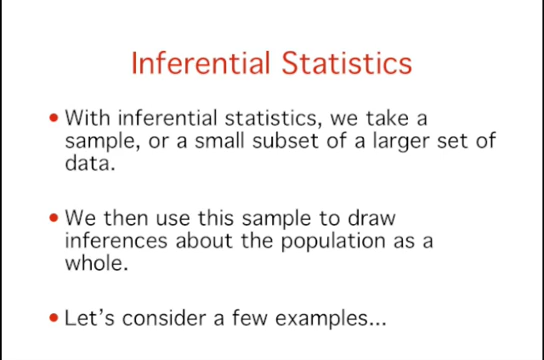 Inferential Statistics
• With inferential statistics, we take a
sample, or a small subset of a larger set of
data.
• We then use this sample to draw
inferences about the population as a
whole.
• Let's consider a few examples...